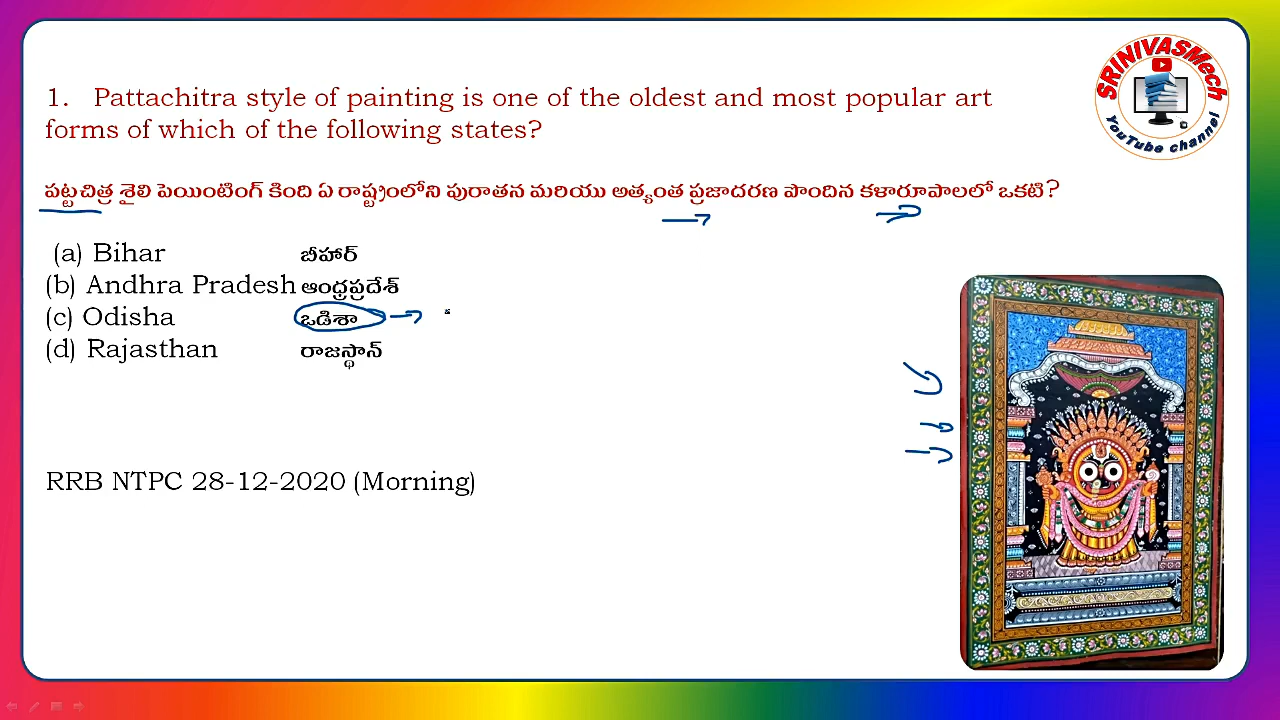 SRINIVASMech
YouTube channel
1. Pattachitra style of painting is one of the oldest and most popular art
forms of which of the following states?
పట్టచిత్ర శైలి పెయింటింగ్ కింది ఏ రాష్ట్రంలోని పురాతన మరియు అత్యంత ప్రజాదరణ పొందిన కళారూపాలలో ఒకటి?
(a) Bihar బీహార్
(b) Andhra Pradesh ఆంధ్రప్రదేశ్
(c) Odisha ఒడిశా
(d) Rajasthan రాజస్థాన్
RRB NTPC 28-12-2020 (Morning)